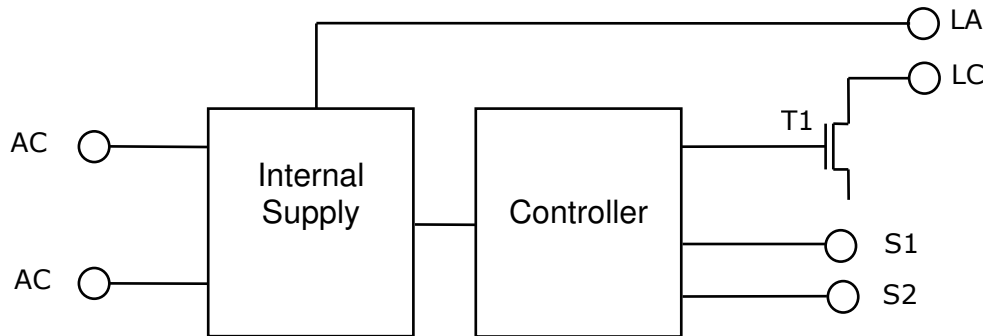 LA
LC
T1
AC
Internal
Supply
Controller
S1
AC
S2